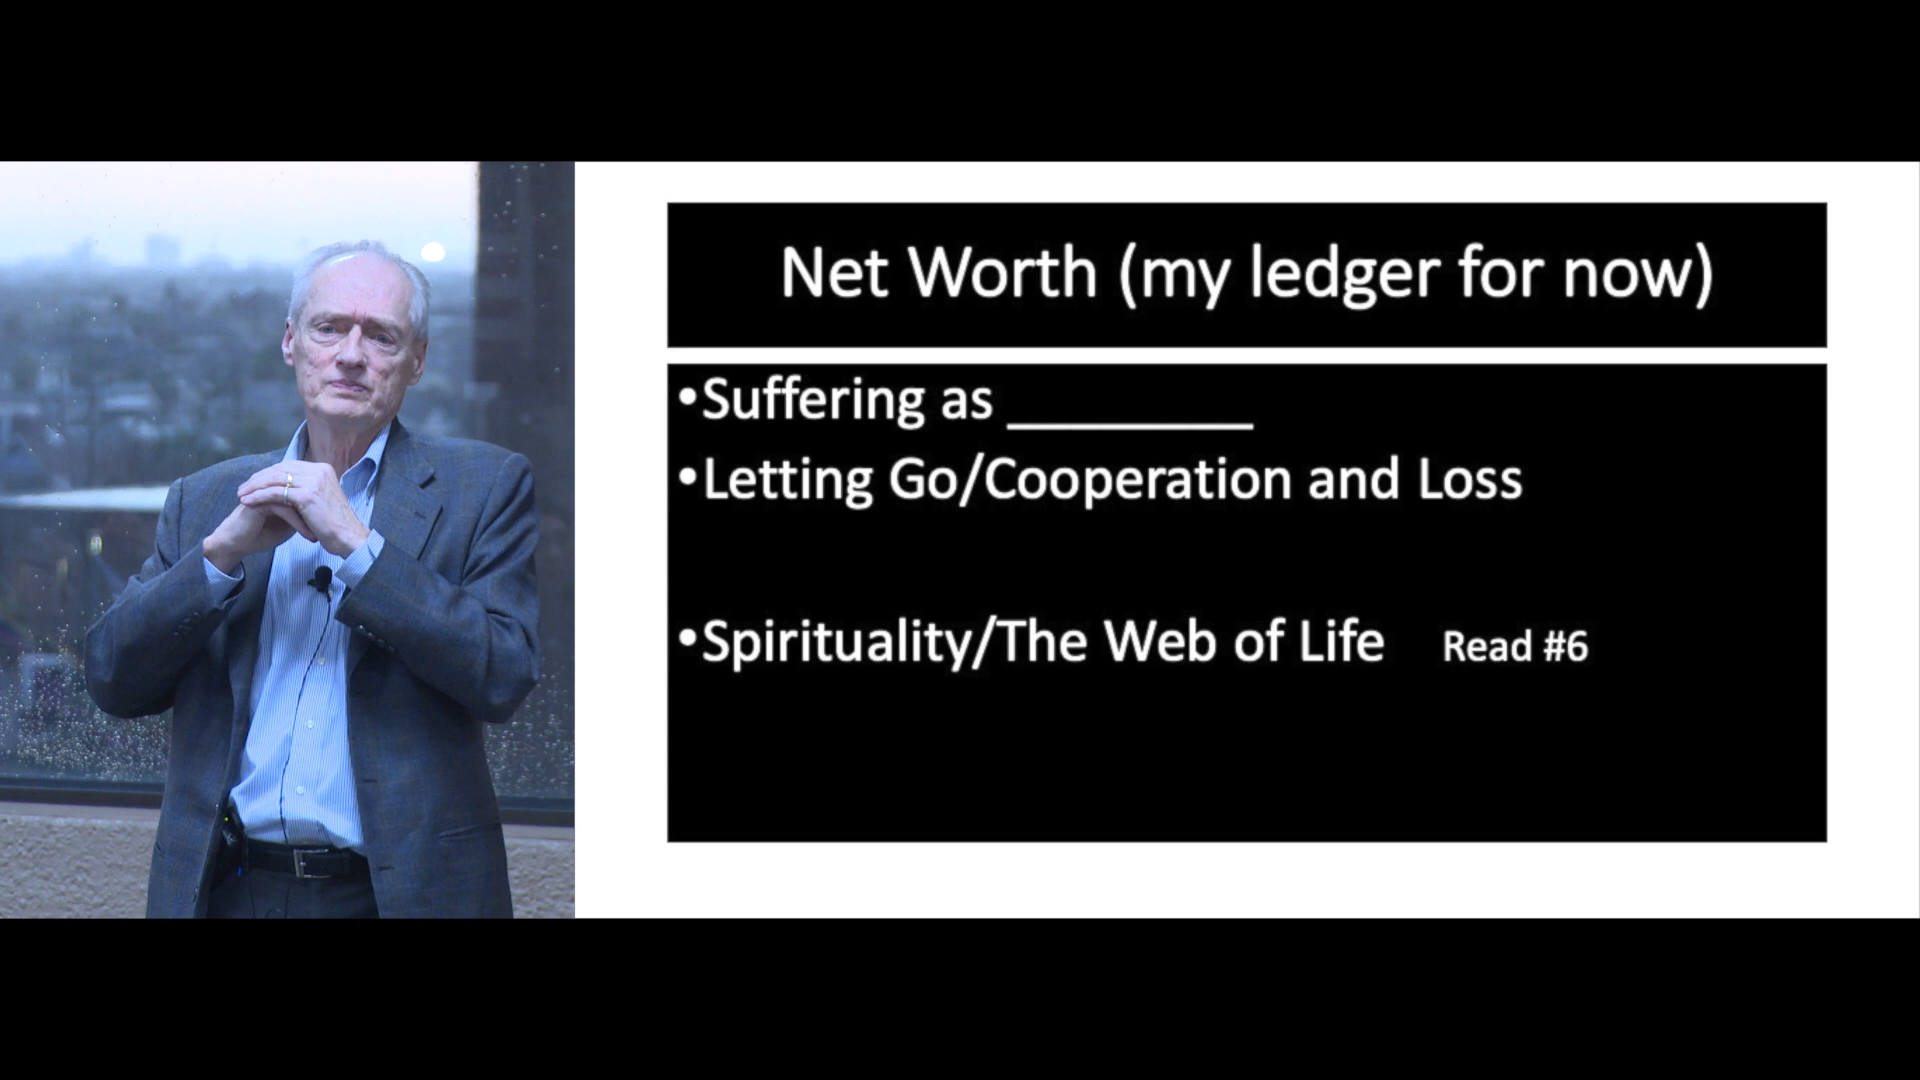 Net Worth (my ledger for now)
•Suffering as _________
•Letting Go/Cooperation and Loss
•Spirituality/The Web of Life Read #6